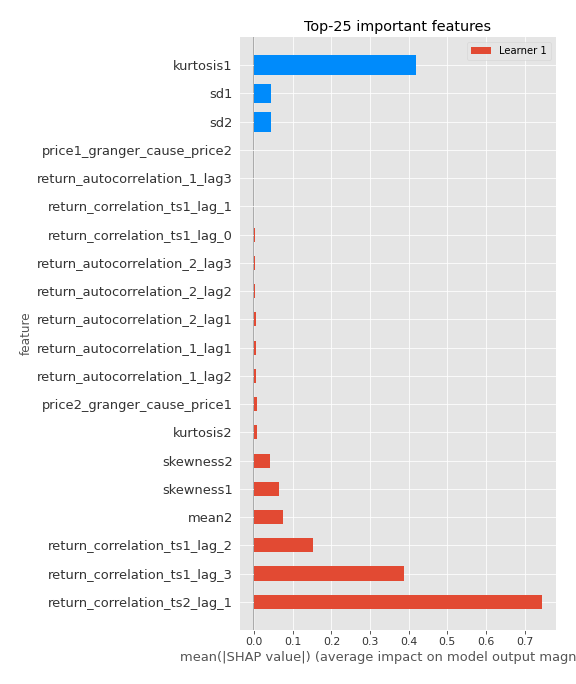 Top-25 important features
Learner 1
kurtosis1
sd1
sd2
price1_granger_cause_price2
return_autocorrelation_1_lag3
return_correlation_ts1_lag_1
return_correlation_ts1_lag_0
return_autocorrelation_2_lag3
return_autocorrelation_2_lag2
return_autocorrelation_2_lag1
return_autocorrelation_1_lag1
return_autocorrelation_1_lag2
price2_granger_cause_price1
kurtosis2
skewness2
skewness1
mean2
return_correlation_ts1_lag_2
return_correlation_ts1_lag_3
return_correlation_ts2_lag_1
feature
0.0 0.1 0.2 0.3 0.4 0.5 0.6 0.7
mean(|SHAP value|) (average impact on model output magn